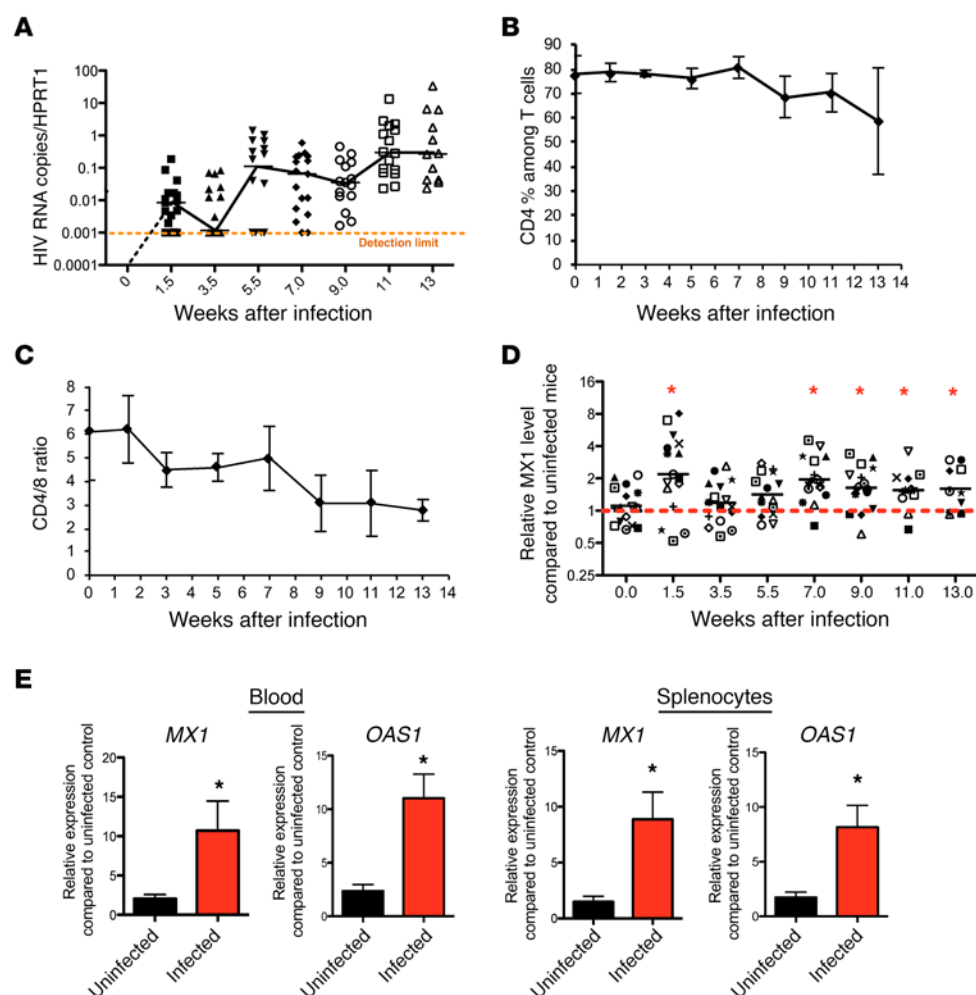 A
HIV RNA copies/HPRT1
100
10
1
0.1
0.01
0.001
0.0001
Detection limit
0 1.5 3.5 5.5 7.0 9.0 11 13
Weeks after infection
B
CD4 % among T cells
90
80
70
60
50
40
30
20
10
0
0 1 2 3 4 5 6 7 8 9 10 11 12 13 14
Weeks after infection
C
CD4/8 ratio
8
7
6
5
4
3
2
1
0
0 1 2 3 4 5 6 7 8 9 10 11 12 13 14
Weeks after infection
D
Relative MX1 level
compared to uninfected mice
16
8
4
2
1
0.5
0.25
* * * * *
0.0 1.5 3.5 5.5 7.0 9.0 11.0 13.0
Weeks after infection
E
Blood
MX1
Relative expression
compared to uninfected control
20
15
10
5
0
*
Uninfected
Infected
OAS1
Relative expression
compared to uninfected control
15
10
5
0
*
Uninfected
Infected
Splenocytes
MX1
Relative expression
compared to uninfected control
15
10
5
0
*
Uninfected
Infected
OAS1
Relative expression
compared to uninfected control
15
10
5
0
*
Uninfected
Infected